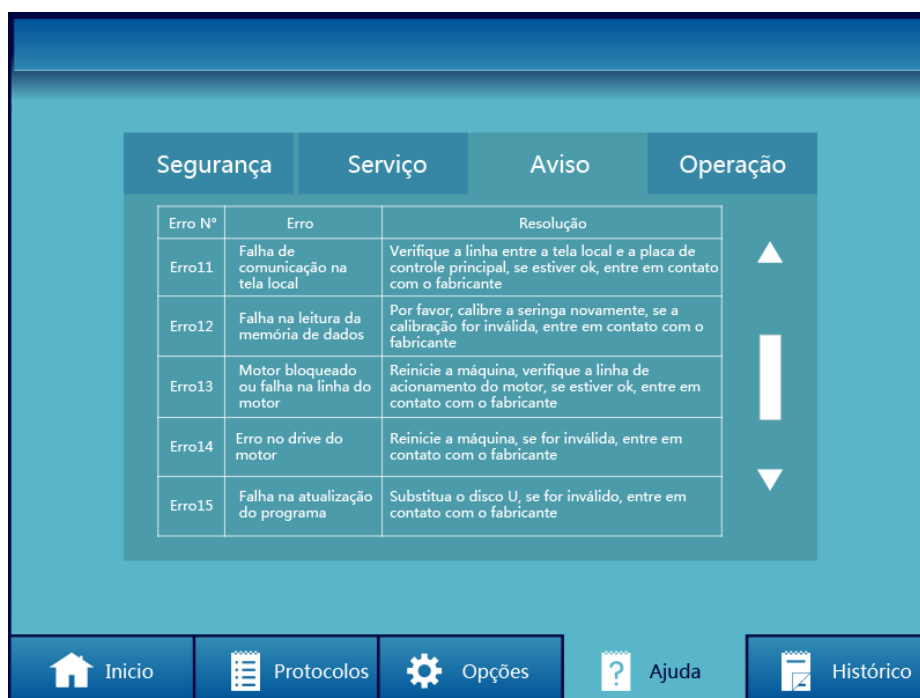 Segurança Serviço Aviso Operação
Erro N° Erro Resolução
Erro11
Falha de
comunicação na
tela local
Verifique a linha entre a tela local e a placa de
controle principal, se estiver ok, entre em contato
com o fabricante
Erro12
Falha na leitura da
memória de dados
Por favor, calibre a seringa novamente, se a
calibração for inválida, entre em contato com o
fabricante
Erro13
Motor bloqueado
ou falha na linha do
motor
Reinicie a máquina, verifique a linha de
acionamento do motor, se estiver ok, entre em
contato com o fabricante
Erro14
Erro no drive do
motor
Reinicie a máquina, se for inválida, entre em
contato com o fabricante
Erro15
Falha na atualização
do programa
Substitua o disco U, se for inválido, entre em
contato com o fabricante
Inicio Protocolos Opções ? Ajuda Histórico